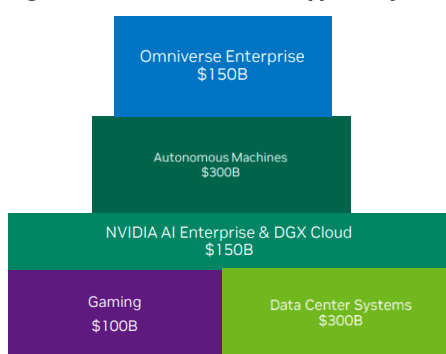 Omniverse Enterprise
$150B
Autonomous Machines
$300B
NVIDIA AI Enterprise & DGX Cloud
$150B
Gaming
$100B
Data Center Systems
$300B